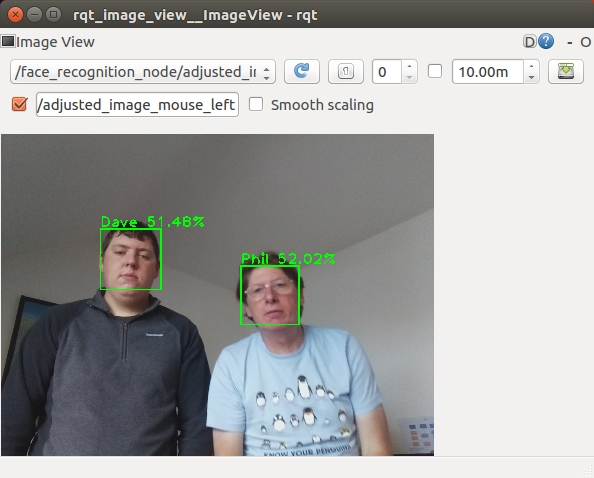 rqt_image_view__ImageView - rqt
Image View
D
?
- O
/face_recognition_node/adjusted_i
0
10.00m
/adjusted_image_mouse_left
Smooth scaling
Dave 51.48%
Phil 52.02%
KNOW YOUR PENGUINS